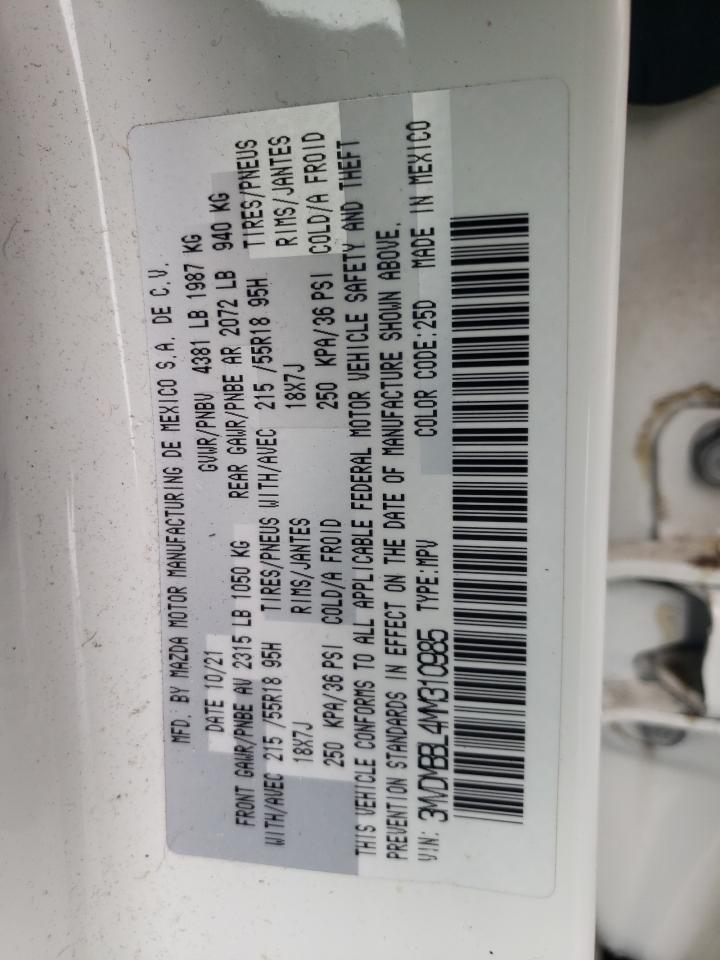 MFD. BY MAZDA MOTOR MANUFACTURING DE MEXICO S.A. DE C.V.
DATE 10/21 GVWR/PNBV 4381 LB 1987 KG
FRONT GAWR/PNBE AV 2315 LB 1050 KG REAR GAWR/PNBE AR 2072 LB 940 KG
WITH/AVEC 215 /55R18 95H TIRES/PNEUS WITH/AVEC 215 /55R18 95H TIRES/PNEUS
18X7J RIMS/JANTES 18X7J RIMS/JANTES
250 KPA/36 PSI COLD/A FROID 250 KPA/36 PSI COLD/A FROID
THIS VEHICLE CONFORMS TO ALL APPLICABLE FEDERAL MOTOR VEHICLE SAFETY AND THEFT
PREVENTION STANDARDS IN EFFECT ON THE DATE OF MANUFACTURE SHOWN ABOVE.
VIN: 3MVDMBBL4MM310985 TYPE:MPV COLOR CODE:25D MADE IN MEXICO